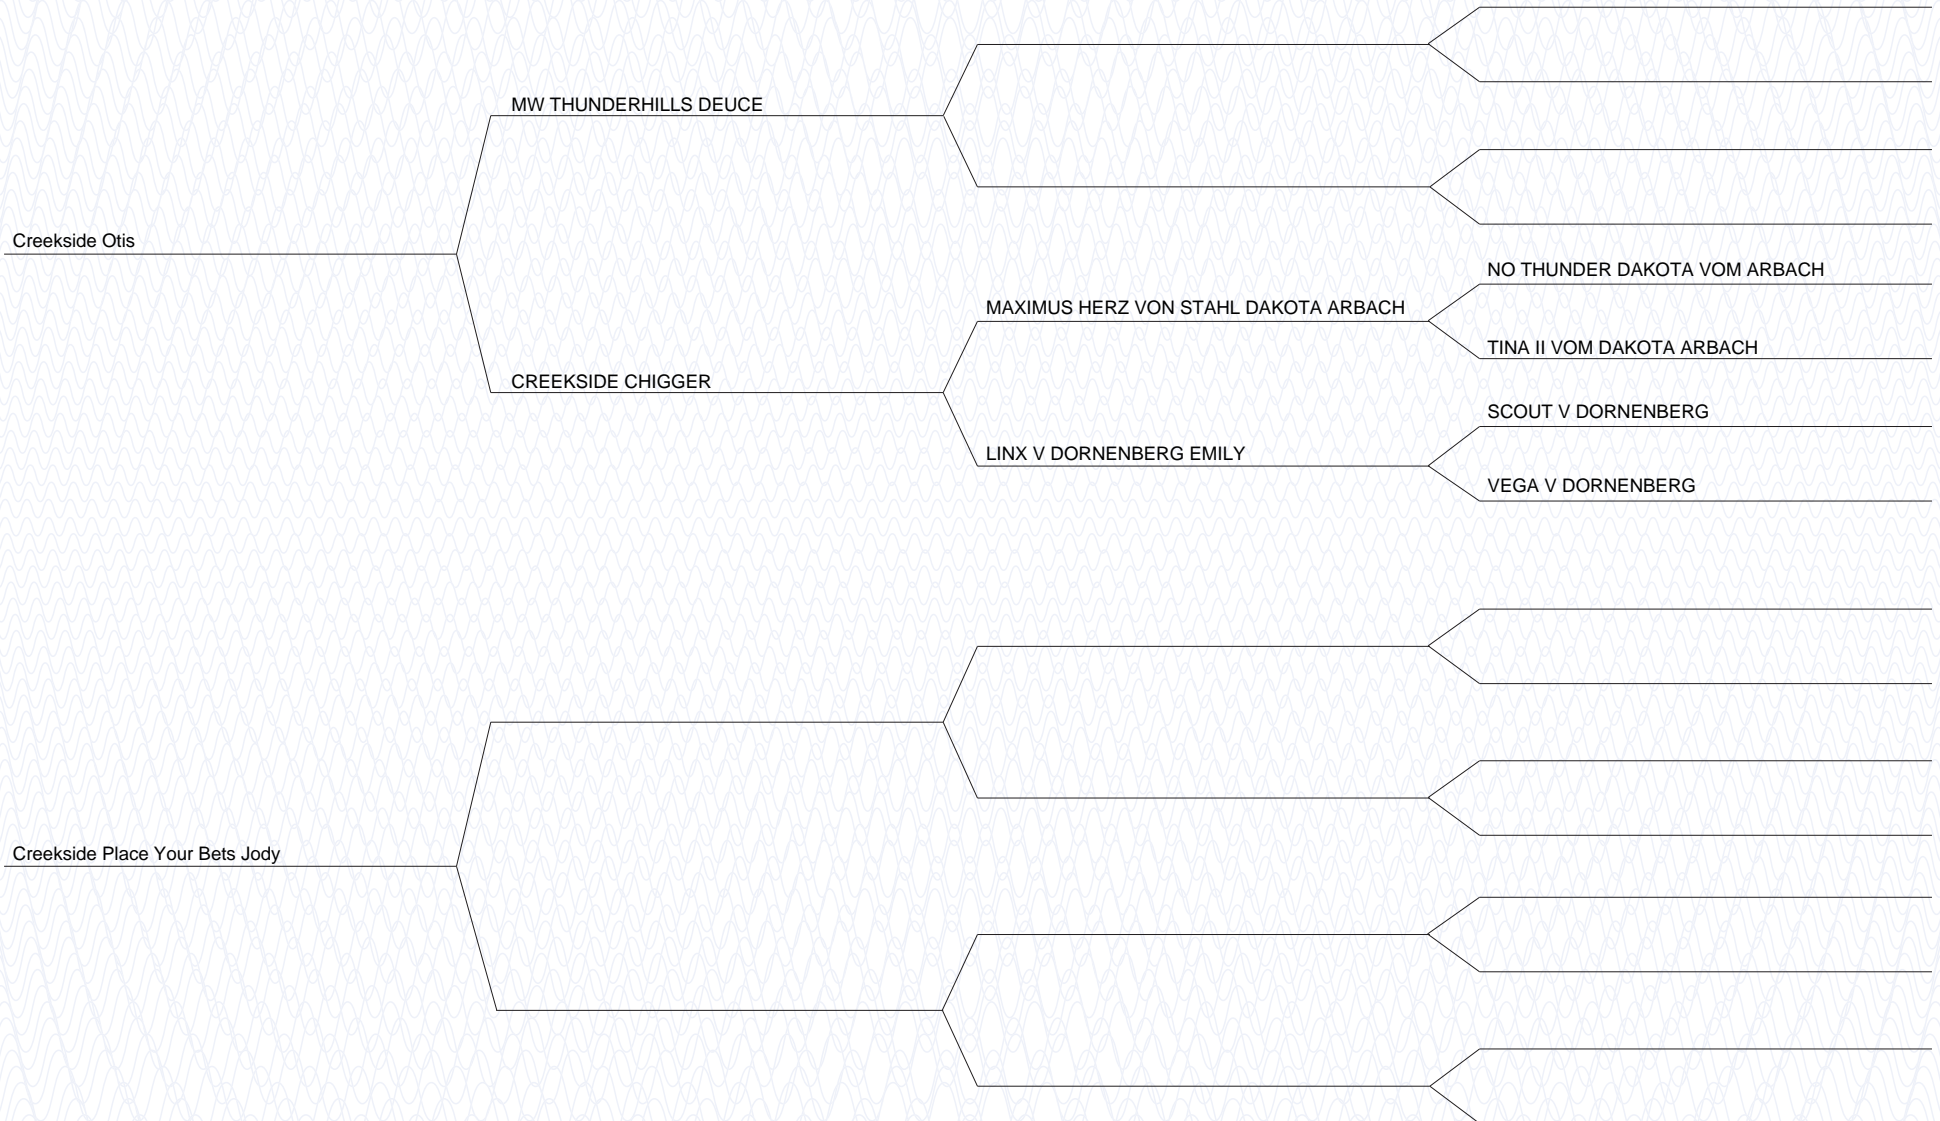 MW THUNDERHILLS DEUCE
Creekside Otis
NO THUNDER DAKOTA VOM ARBACH
MAXIMUS HERZ VON STAHL DAKOTA ARBACH
TINA II VOM DAKOTA ARBACH
CREEKSIDE CHIGGER
SCOUT V DORNENBERG
LINX V DORNENBERG EMILY
VEGA V DORNENBERG
Creekside Place Your Bets Jody